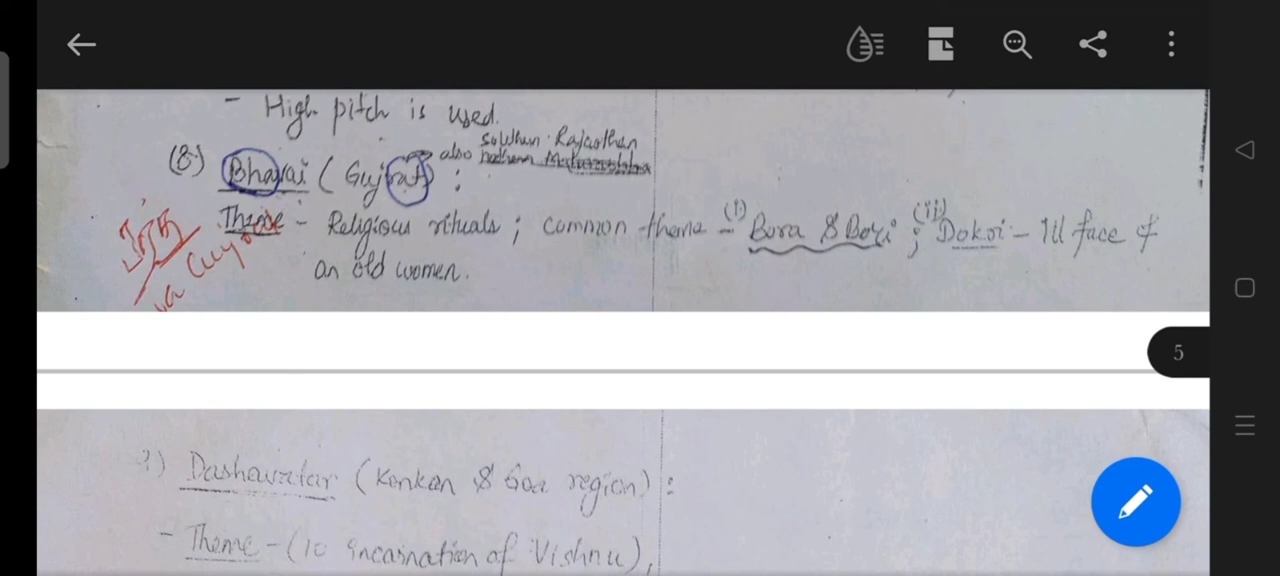 - High pitch is used.
also southern Rajasthan
(8.) Bhavai (Gujrat) :
Theme - Religious rituals ; common theme - (i) Bora & Bori ; (ii) Dokri - Ill face of
an old women.
5
9) Dashavatar (Konkan & Goa region) :
- Theme - (10 incarnation of Vishnu),